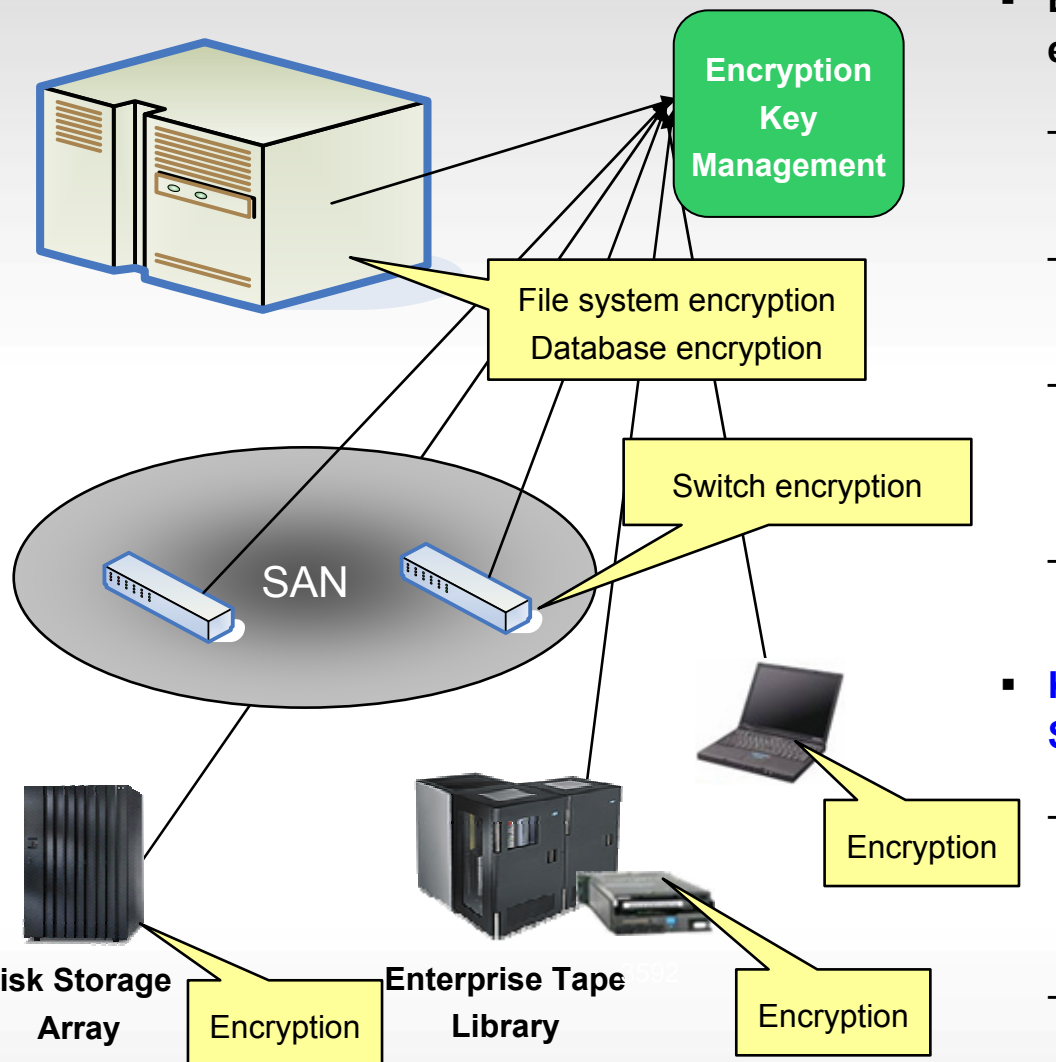 Encryption
Key
Management
File system encryption
Database encryption
Switch encryption
SAN
Encryption
isk Storage
Array
Encryption
Enterprise Tape
Library
3592
Encryption